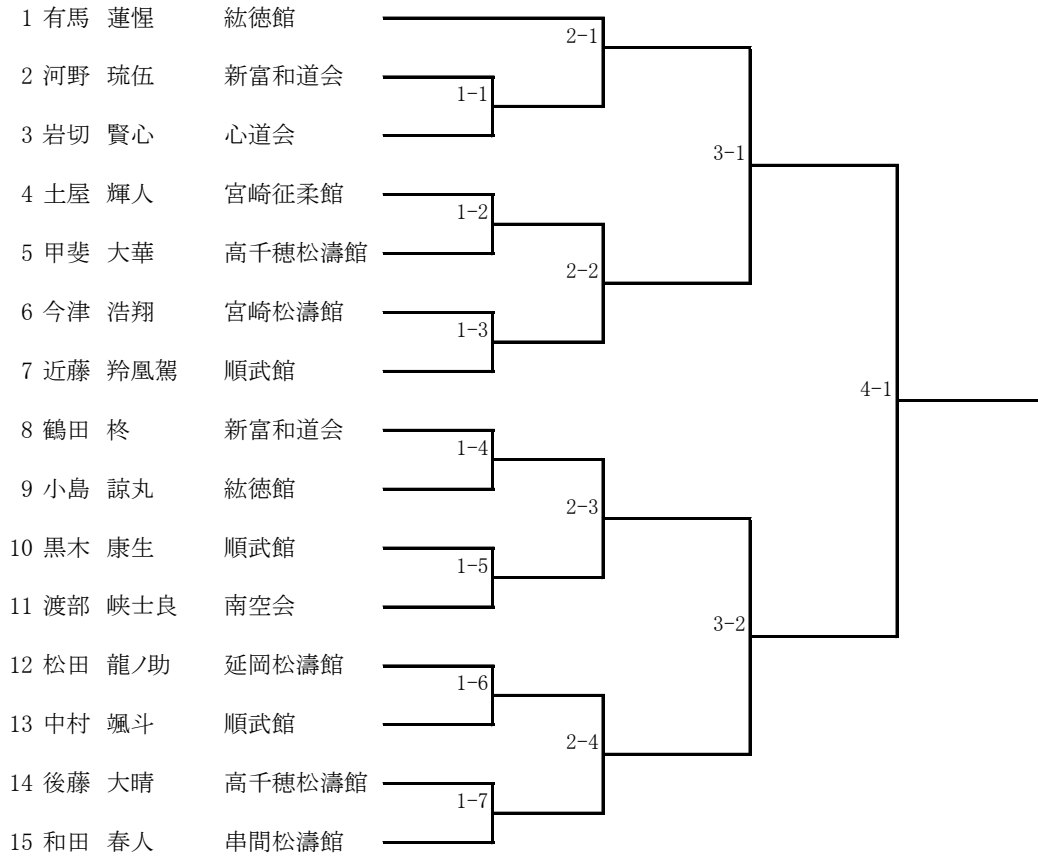 1 有馬 蓮惺 紘徳館
2-1
2 河野 琉伍 新富和道会
1-1
3 岩切 賢心 心道会
3-1
4 土屋 輝人 宮崎征柔館
1-2
5 甲斐 大華 高千穂松濤館
2-2
6 今津 浩翔 宮崎松濤館
1-3
7 近藤 羚凰駕 順武館
4-1
8 鶴田 柊 新富和道会
1-4
9 小島 諒丸 紘徳館
2-3
10 黒木 康生 順武館
1-5
11 渡部 峡士良 南空会
3-2
12 松田 龍ノ助 延岡松濤館
1-6
13 中村 颯斗 順武館
2-4
14 後藤 大晴 高千穂松濤館
1-7
15 和田 春人 串間松濤館